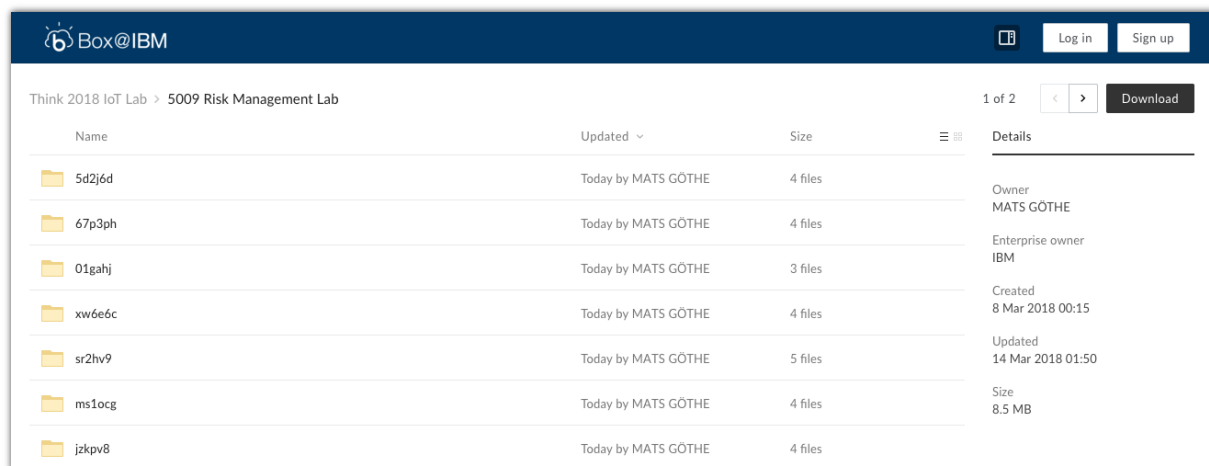 Box@IBM
Log in
Sign up
Think 2018 IoT Lab > 5009 Risk Management Lab
1 of 2
Download
Name
Updated
Size
Details
5d2j6d
Today by MATS GÖTHE
4 files
67p3ph
Today by MATS GÖTHE
4 files
01gahj
Today by MATS GÖTHE
3 files
xw6e6c
Today by MATS GÖTHE
4 files
sr2hv9
Today by MATS GÖTHE
5 files
ms1ocg
Today by MATS GÖTHE
4 files
jzkpv8
Today by MATS GÖTHE
4 files
Owner
MATS GÖTHE
Enterprise owner
IBM
Created
8 Mar 2018 00:15
Updated
14 Mar 2018 01:50
Size
8.5 MB